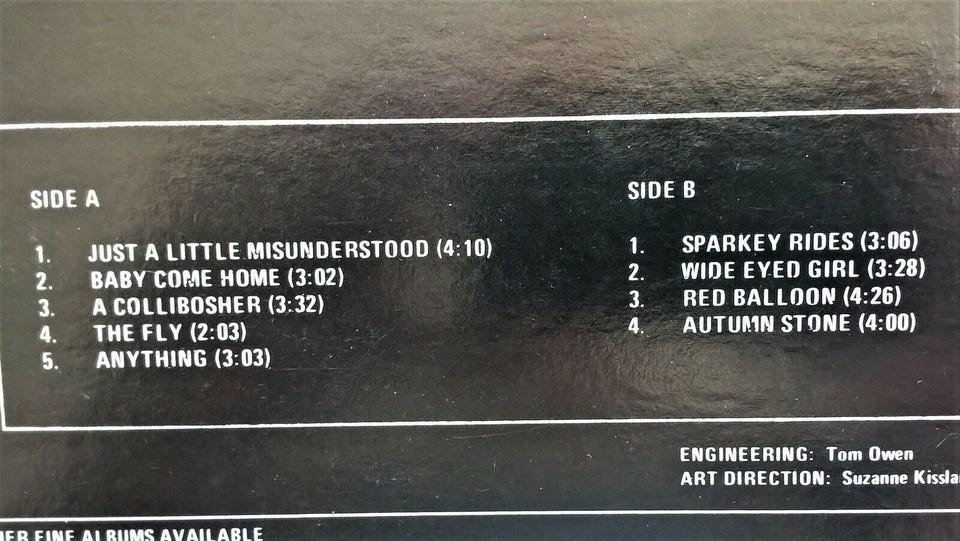 SIDE A
1. JUST A LITTLE MISUNDERSTOOD (4:10)
2. BABY COME HOME (3:02)
3. A COLLIBOSHER (3:32)
4. THE FLY (2:03)
5. ANYTHING (3:03)
SIDE B
1. SPARKEY RIDES (3:06)
2. WIDE EYED GIRL (3:28)
3. RED BALLOON (4:26)
4. AUTUMN STONE (4:00)
ENGINEERING: Tom Owen
ART DIRECTION: Suzanne
FINE ALBUMS AVAILABLE